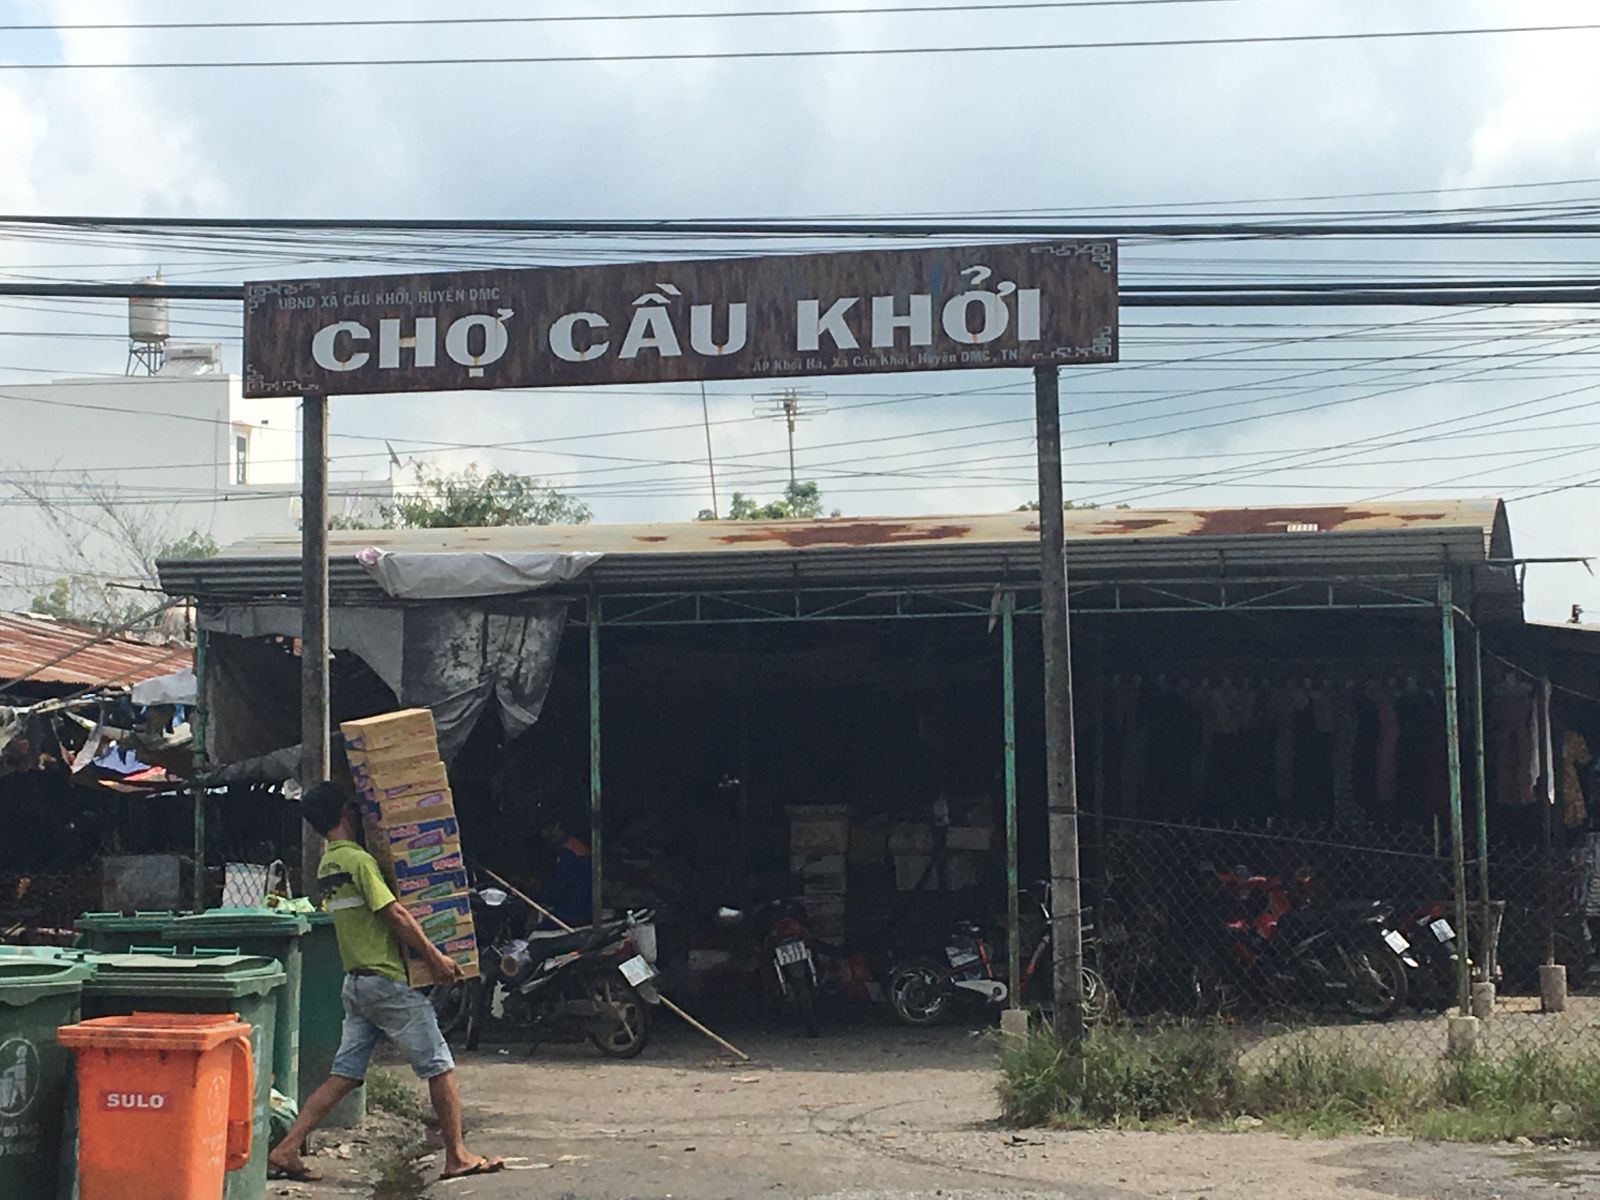 UBND XÃ CẦU KHỞI, HUYỆN DMC
CHỢ CẦU KHỞI
ẤP Khởi Hà, Xã Cầu Khởi, Huyện DMC, TN
SULO